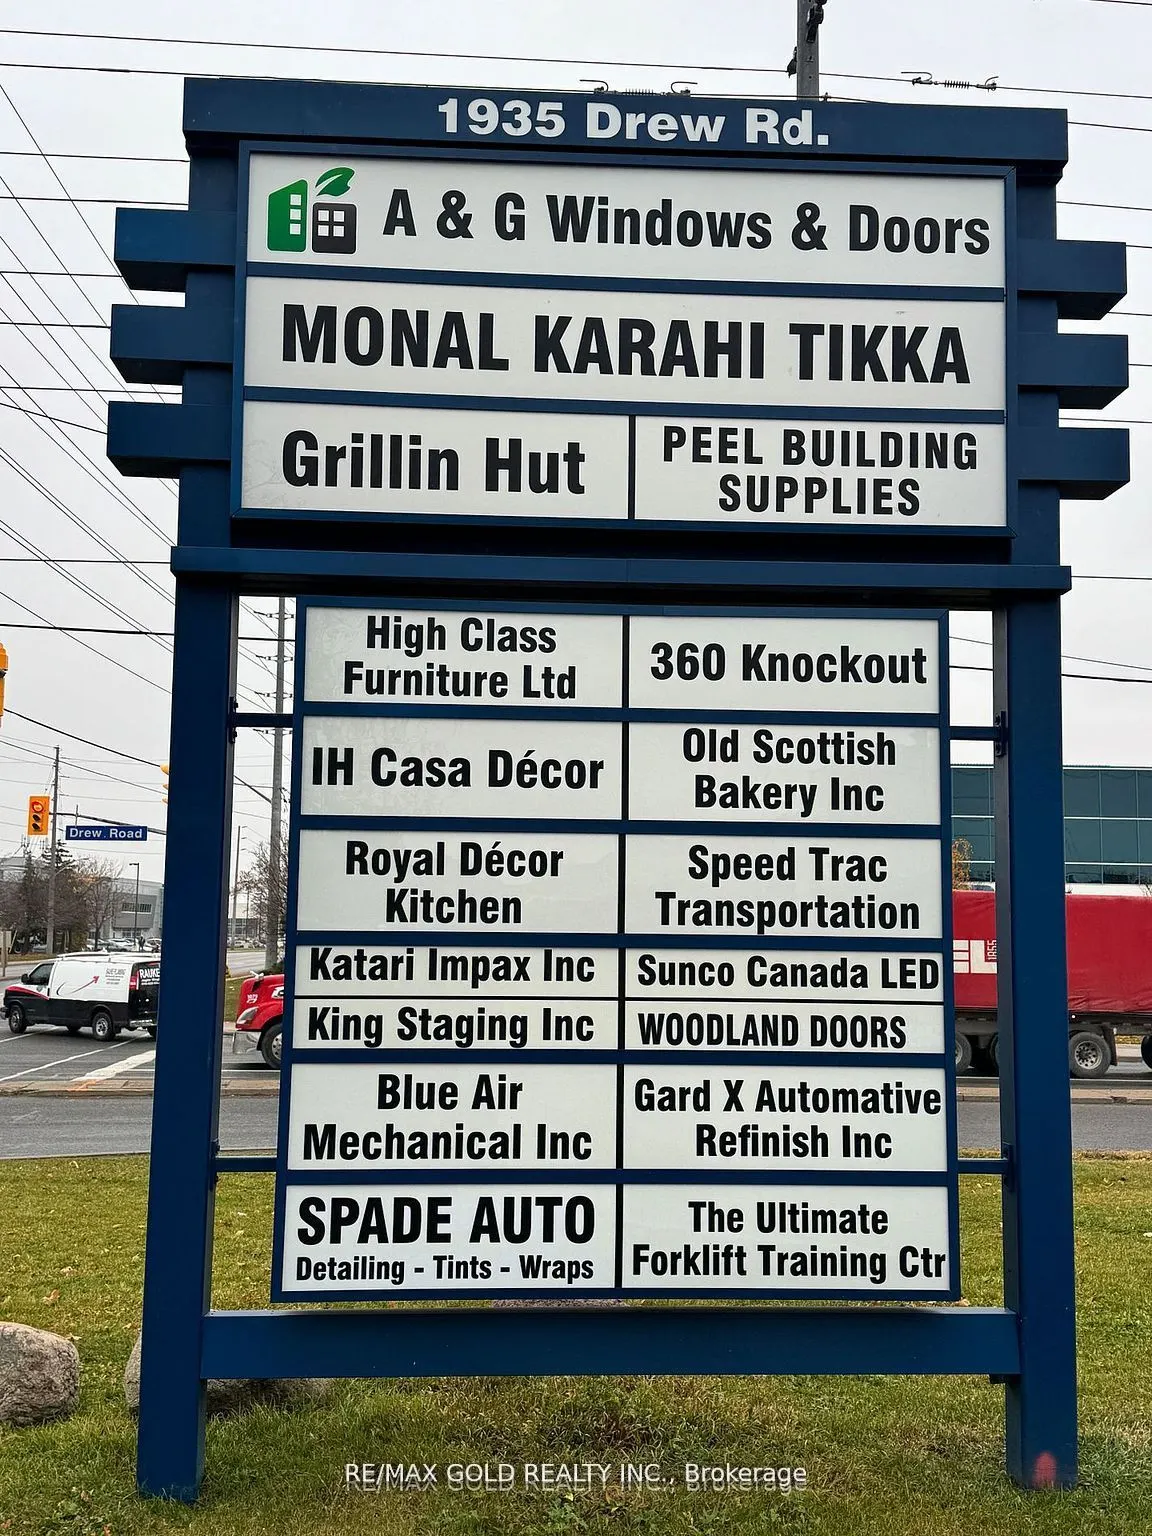 1935 Drew Rd.
A & G Windows & Doors
MONAL KARAHI TIKKA
Grillin Hut
PEEL BUILDING
SUPPLIES
High Class
Furniture Ltd
360 Knockout
IH Casa Décor
Old Scottish
Bakery Inc
Royal Décor
Kitchen
Speed Trac
Transportation
Katari Impax Inc
Sunco Canada LED
King Staging Inc
WOODLAND DOORS
Blue Air
Mechanical Inc
Gard X Automative
Refinish Inc
SPADE AUTO
Detailing - Tints - Wraps
The Ultimate
Forklift Training Ctr
Drew Road
RE/MAX GOLD REALTY INC., Brokerage